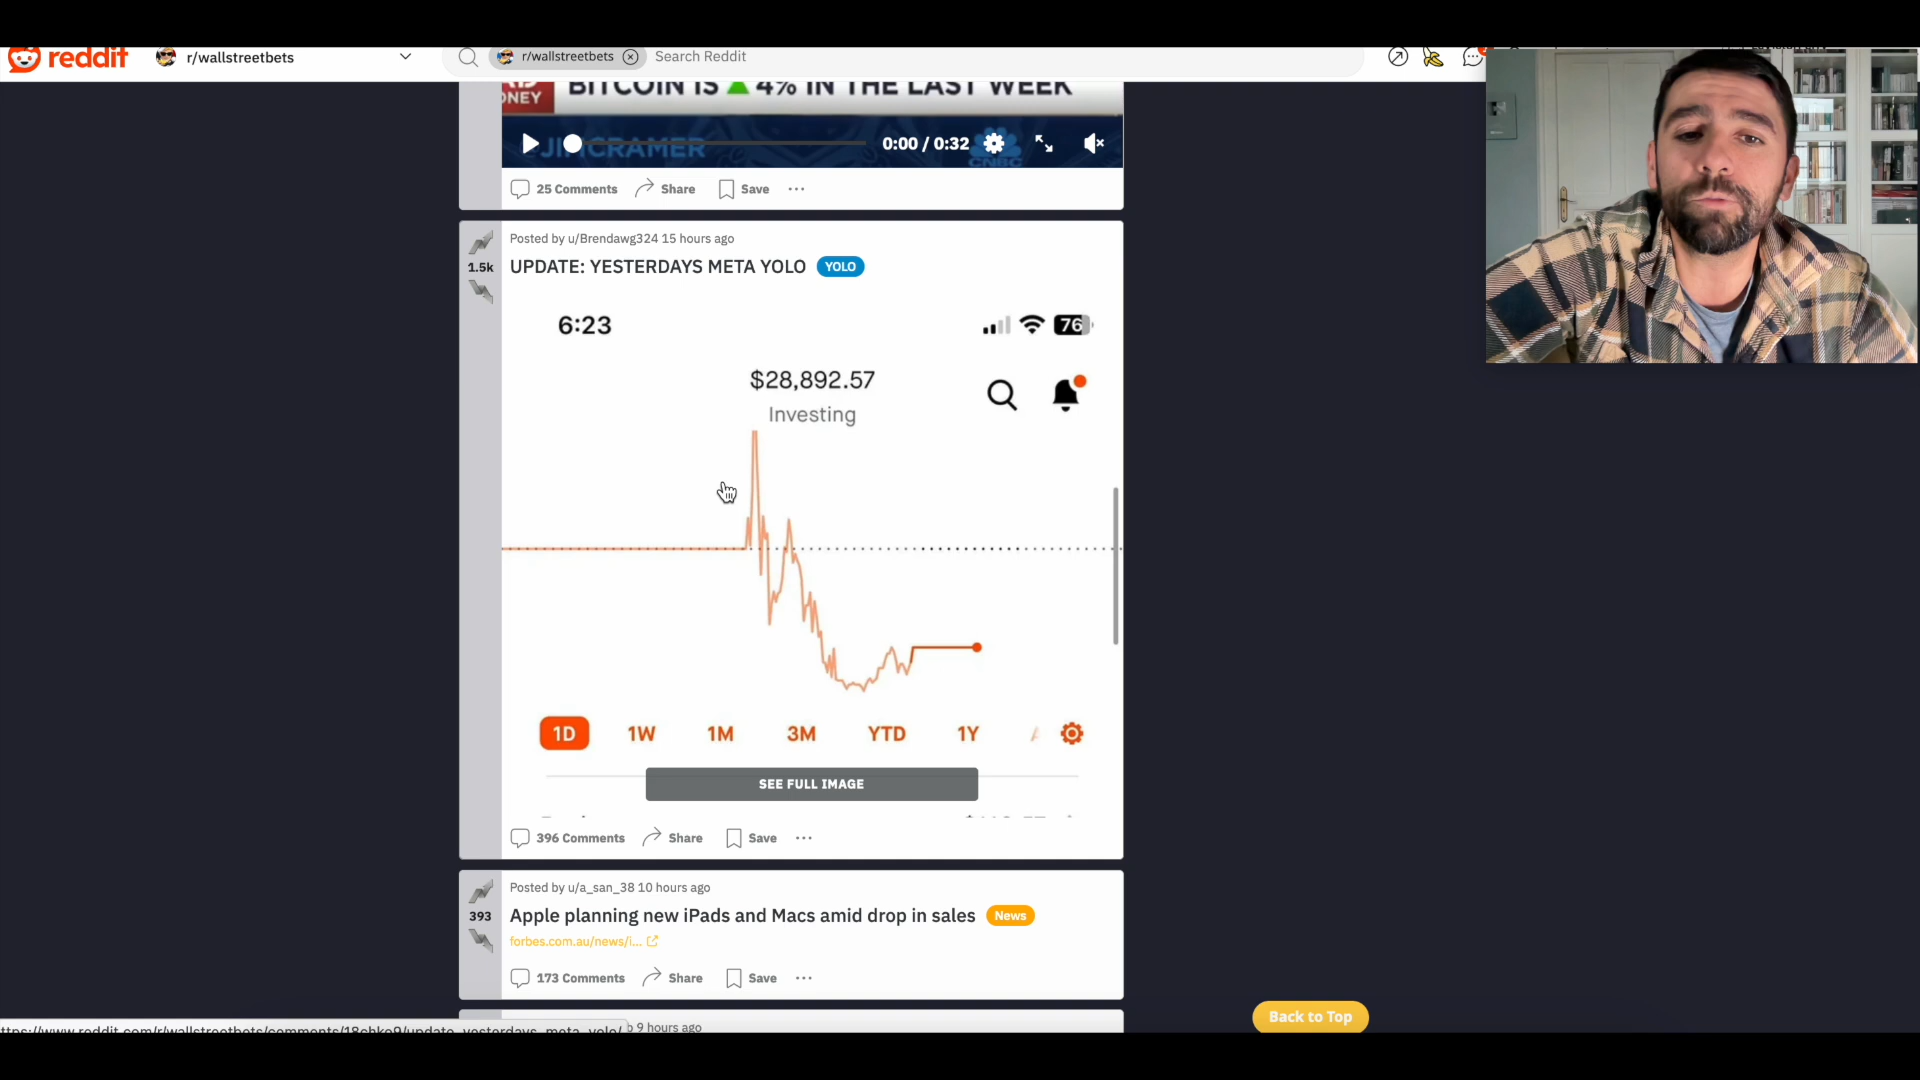 reddit
r/wallstreetbets
r/wallstreetbets
Search Reddit
BITCOIN IS 4% IN THE LAST WEEK
JIM CRAMER
CNBC
0:00 / 0:32
25 Comments
Share
Save
Posted by u/Brendawg324 15 hours ago
1.5k
UPDATE: YESTERDAYS META YOLO
YOLO
6:23
76
$28,892.57
Investing
1D
1W
1M
3M
YTD
1Y
SEE FULL IMAGE
396 Comments
Share
Save
Posted by u/a_san_38 10 hours ago
393
Apple planning new iPads and Macs amid drop in sales
News
forbes.com.au/news/i...
173 Comments
Share
Save
9 hours ago
Back to Top